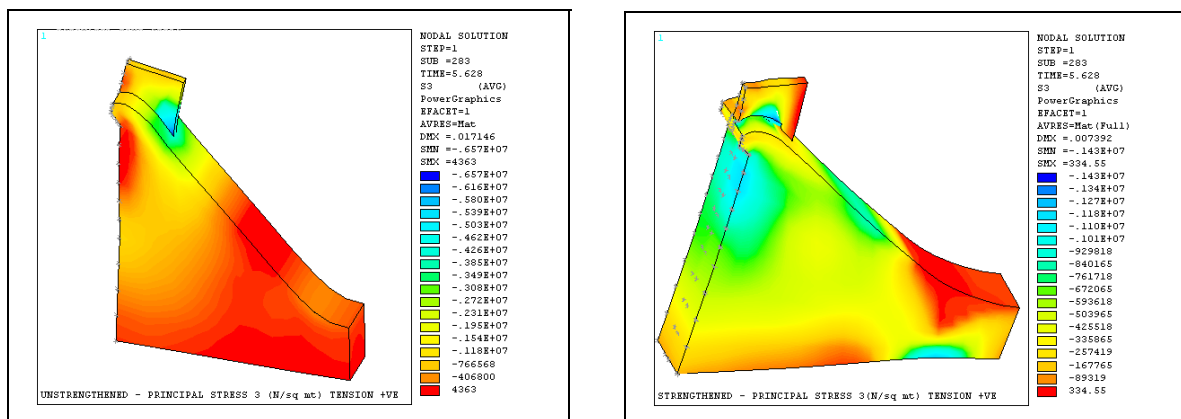 1
NODAL SOLUTION
STEP=1
SUB =283
TIME=5.628
S3 (AVG)
PowerGraphics
EFACET=1
AVRES=Mat
DMX =.017146
SMN =-.657E+07
SMX =4363
-.657E+07
-.616E+07
-.580E+07
-.539E+07
-.503E+07
-.462E+07
-.426E+07
-.385E+07
-.349E+07
-.308E+07
-.272E+07
-.231E+07
-.195E+07
-.154E+07
-.118E+07
-766568
-406800
4363
UNSTRENGTHENED - PRINCIPAL STRESS 3 (N/sq mt) TENSION +VE
1
NODAL SOLUTION
STEP=1
SUB =283
TIME=5.628
S3 (AVG)
PowerGraphics
EFACET=1
AVRES=Mat(Full)
DMX =.007392
SMN =-.143E+07
SMX =334.55
-.143E+07
-.134E+07
-.127E+07
-.118E+07
-.110E+07
-.101E+07
-929818
-840165
-761718
-672065
-593618
-503965
-425518
-335865
-257419
-167765
-89319
334.55
STRENGTHENED - PRINCIPAL STRESS 3(N/sq mt) TENSION +VE